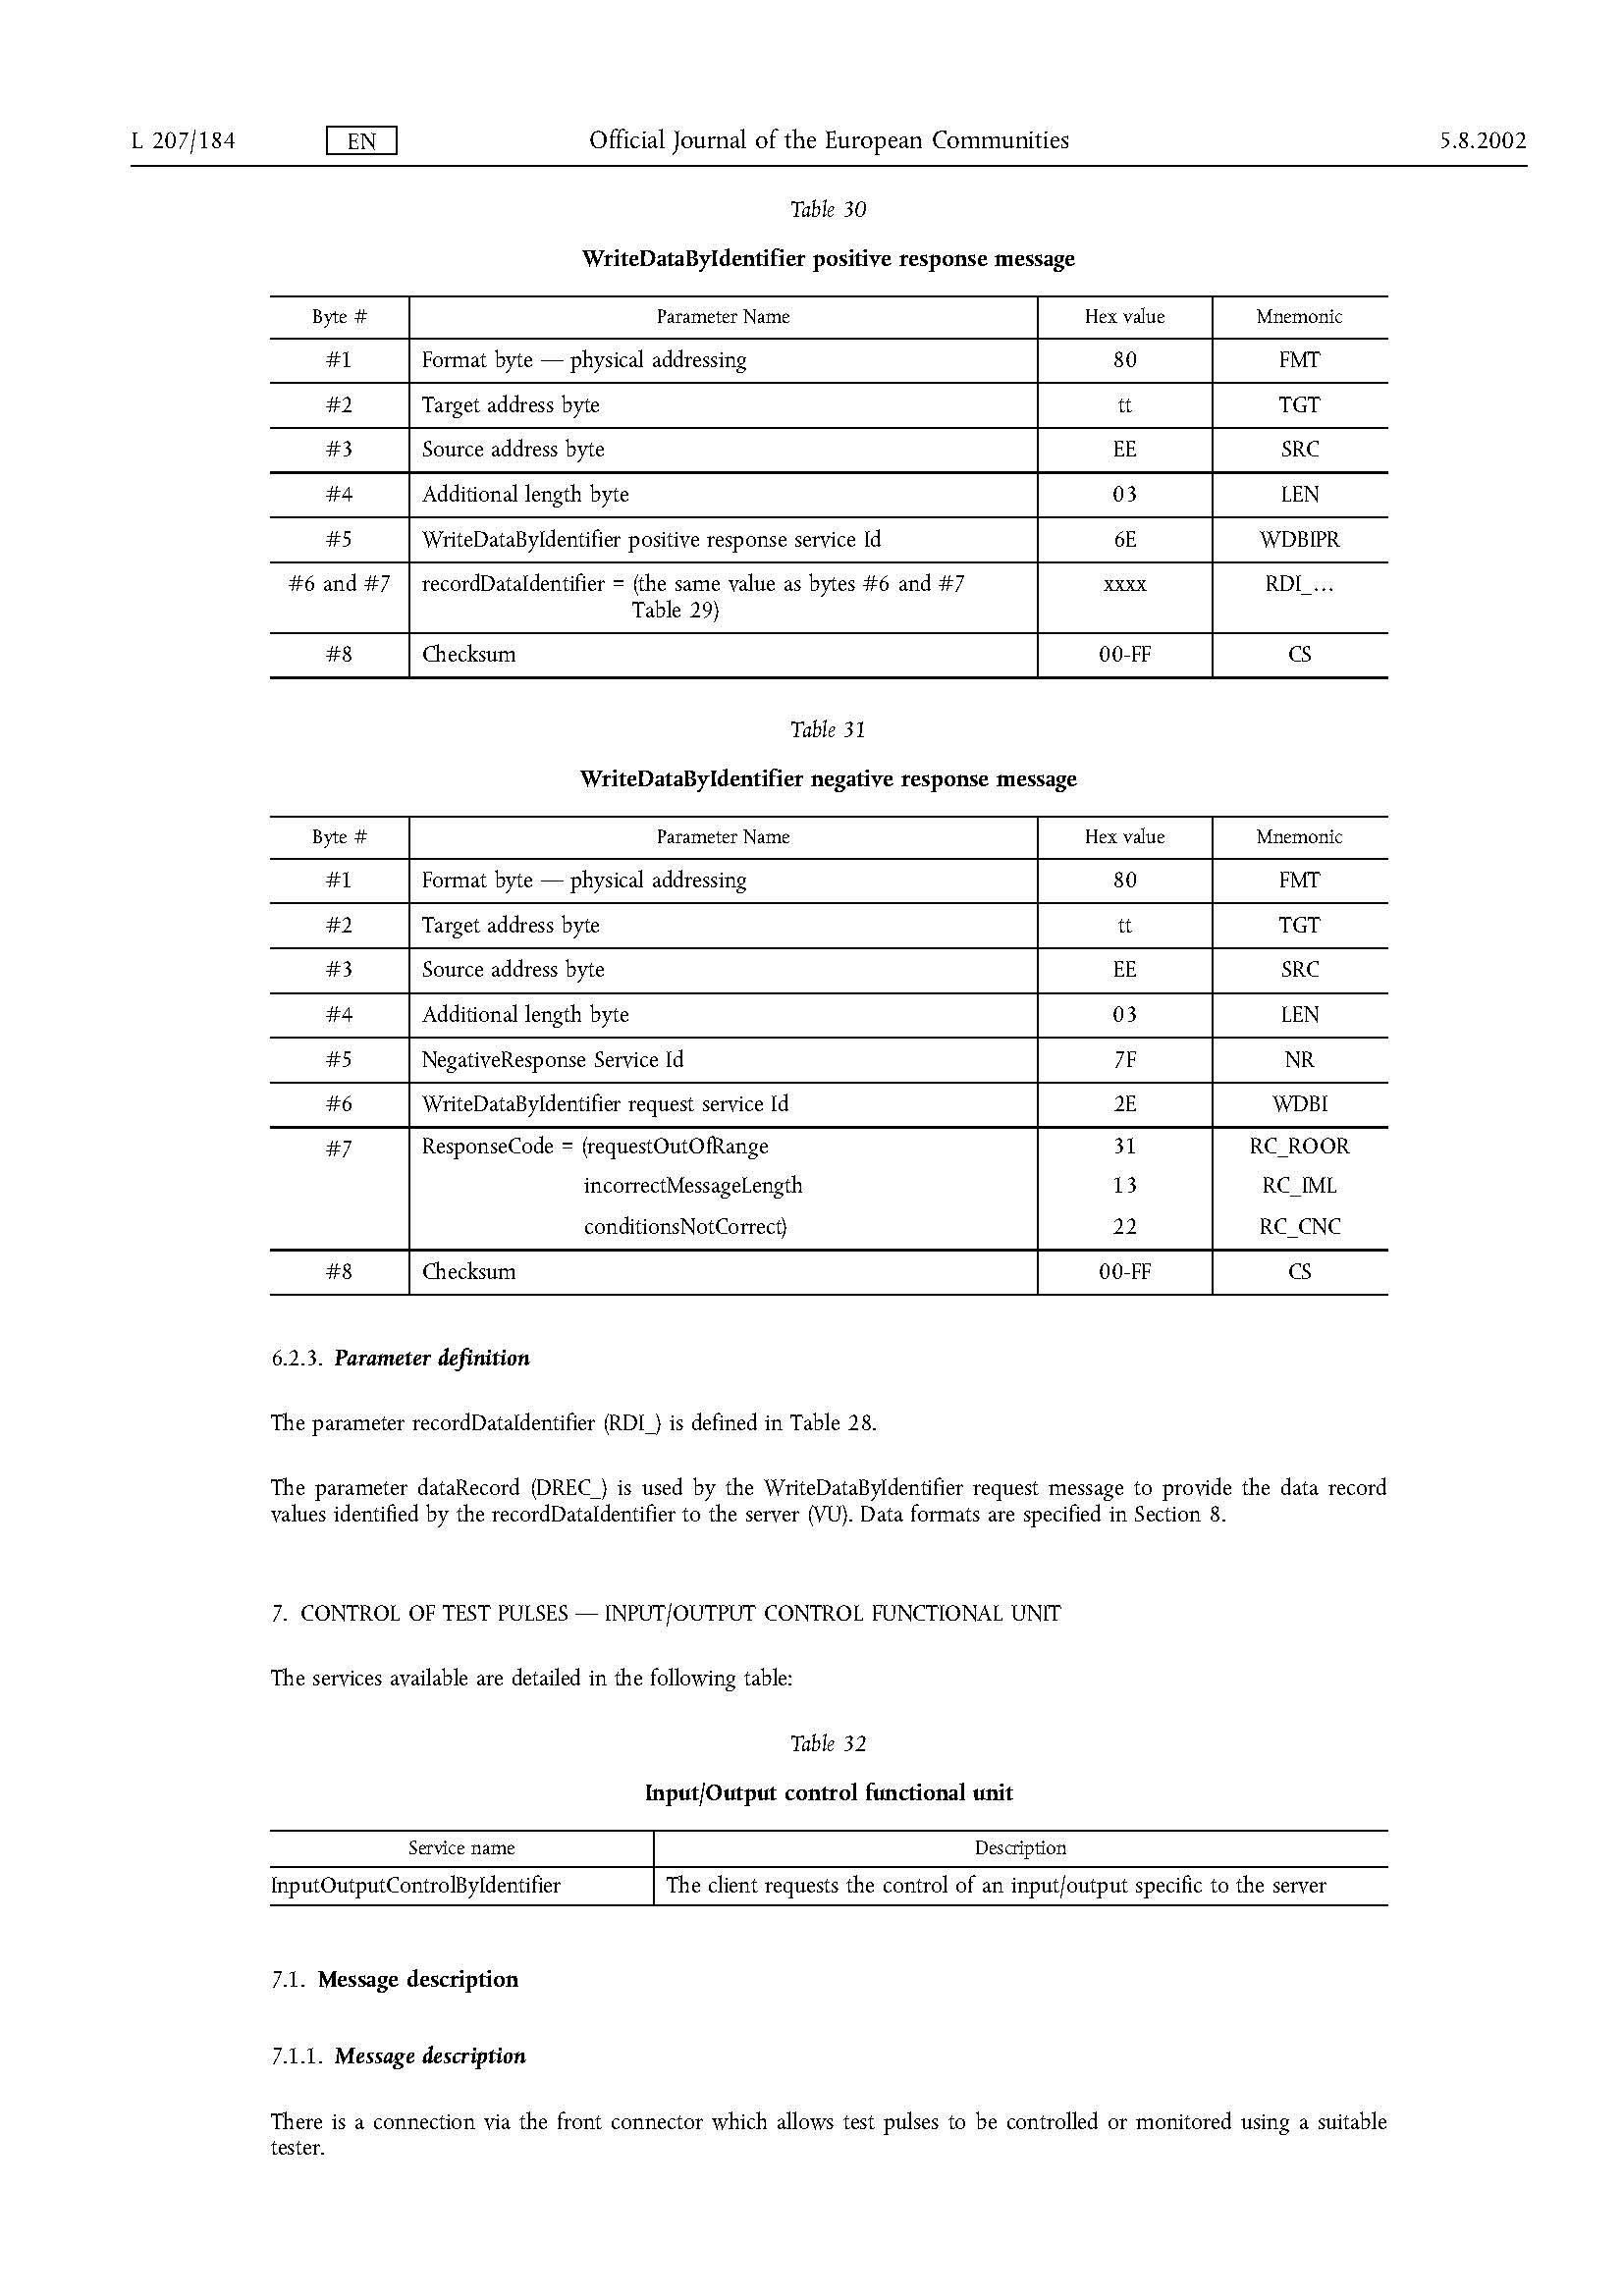 L 207/184 EN Official Journal of the European Communities 5.8.2002
Table 30
WriteDataByIdentifier positive response message
Byte # Parameter Name Hex value Mnemonic
#1 Format byte — physical addressing 80 FMT
#2 Target address byte tt TGT
#3 Source address byte EE SRC
#4 Additional length byte 03 LEN
#5 WriteDataByIdentifier positive response service Id 6E WDBIPR
#6 and #7 recordDataIdentifier = (the same value as bytes #6 and #7 xxxx RDI_…
Table 29)
#8 Checksum 00-FF CS
Table 31
WriteDataByIdentifier negative response message
Byte # Parameter Name Hex value Mnemonic
#1 Format byte — physical addressing 80 FMT
#2 Target address byte tt TGT
#3 Source address byte EE SRC
#4 Additional length byte 03 LEN
#5 NegativeResponse Service Id 7F NR
#6 WriteDataByIdentifier request service Id 2E WDBI
#7 ResponseCode = (requestOutOfRange 31 RC_ROOR
incorrectMessageLength 13 RC_IML
conditionsNotCorrect) 22 RC_CNC
#8 Checksum 00-FF CS
6.2.3. Parameter definition
The parameter recordDataIdentifier (RDI_) is defined in Table 28.
The parameter dataRecord (DREC_) is used by the WriteDataByIdentifier request message to provide the data record
values identified by the recordDataIdentifier to the server (VU). Data formats are specified in Section 8.
7. CONTROL OF TEST PULSES — INPUT/OUTPUT CONTROL FUNCTIONAL UNIT
The services available are detailed in the following table:
Table 32
Input/Output control functional unit
Service name Description
InputOutputControlByIdentifier The client requests the control of an input/output specific to the server
7.1. Message description
7.1.1. Message description
There is a connection via the front connector which allows test pulses to be controlled or monitored using a suitable
tester.